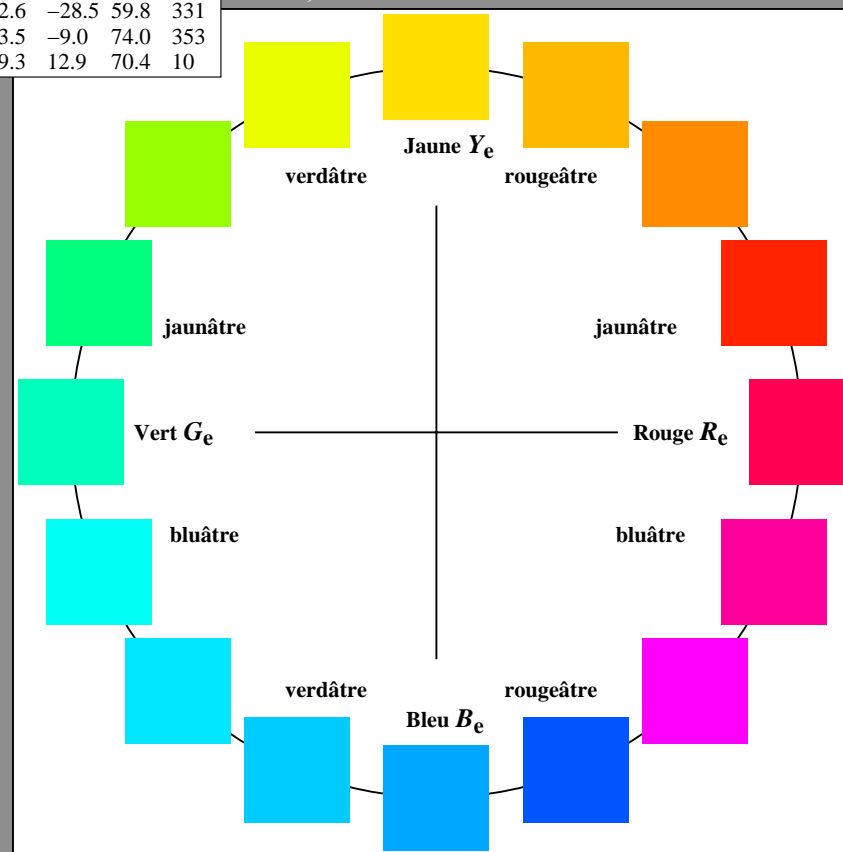 2.6 −28.5 59.8 331
3.5 −9.0 74.0 353
9.3 12.9 70.4 10
Jaune Yₑ
verdâtre rougeâtre
jaunâtre jaunâtre
Vert Gₑ Rouge Rₑ
bluâtre bluâtre
verdâtre rougeâtre
Bleu Bₑ